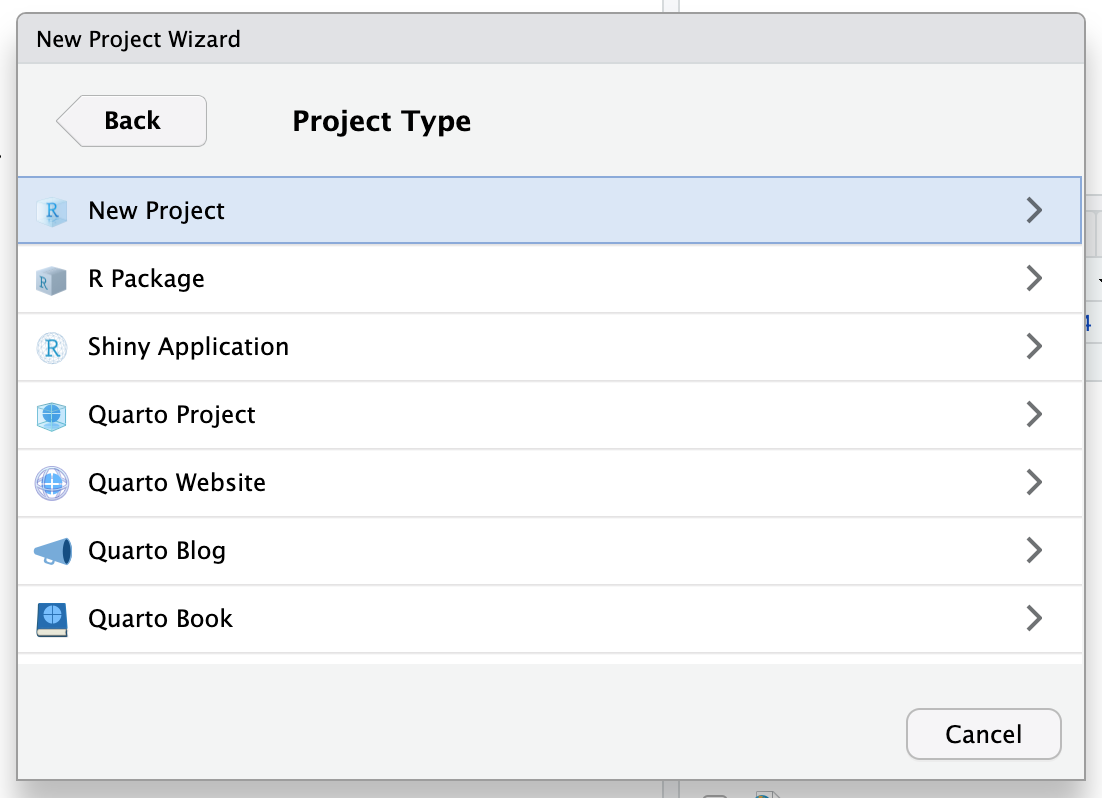 New Project Wizard
Back
Project Type
R New Project
R R Package
R Shiny Application
Quarto Project
Quarto Website
Quarto Blog
Quarto Book
Cancel
4